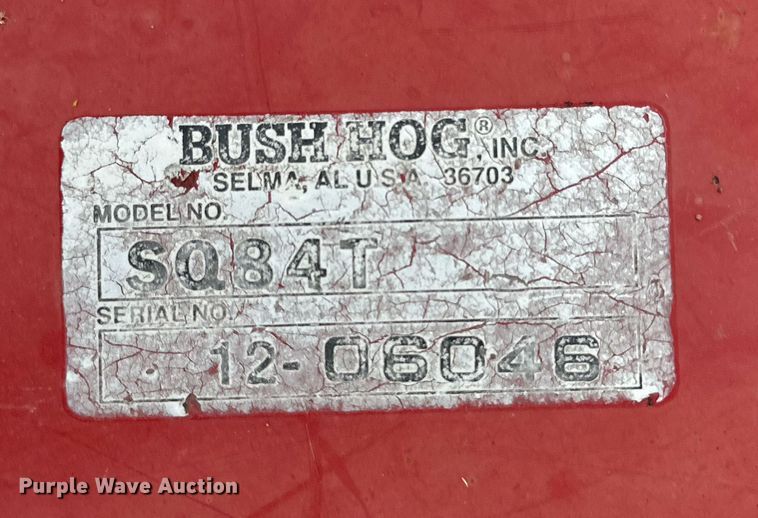 BUSH HOG®, INC.
SELMA, AL U.S.A. 36703
MODEL NO.
SQ84T
SERIAL NO.
12-06046
Purple Wave Auction